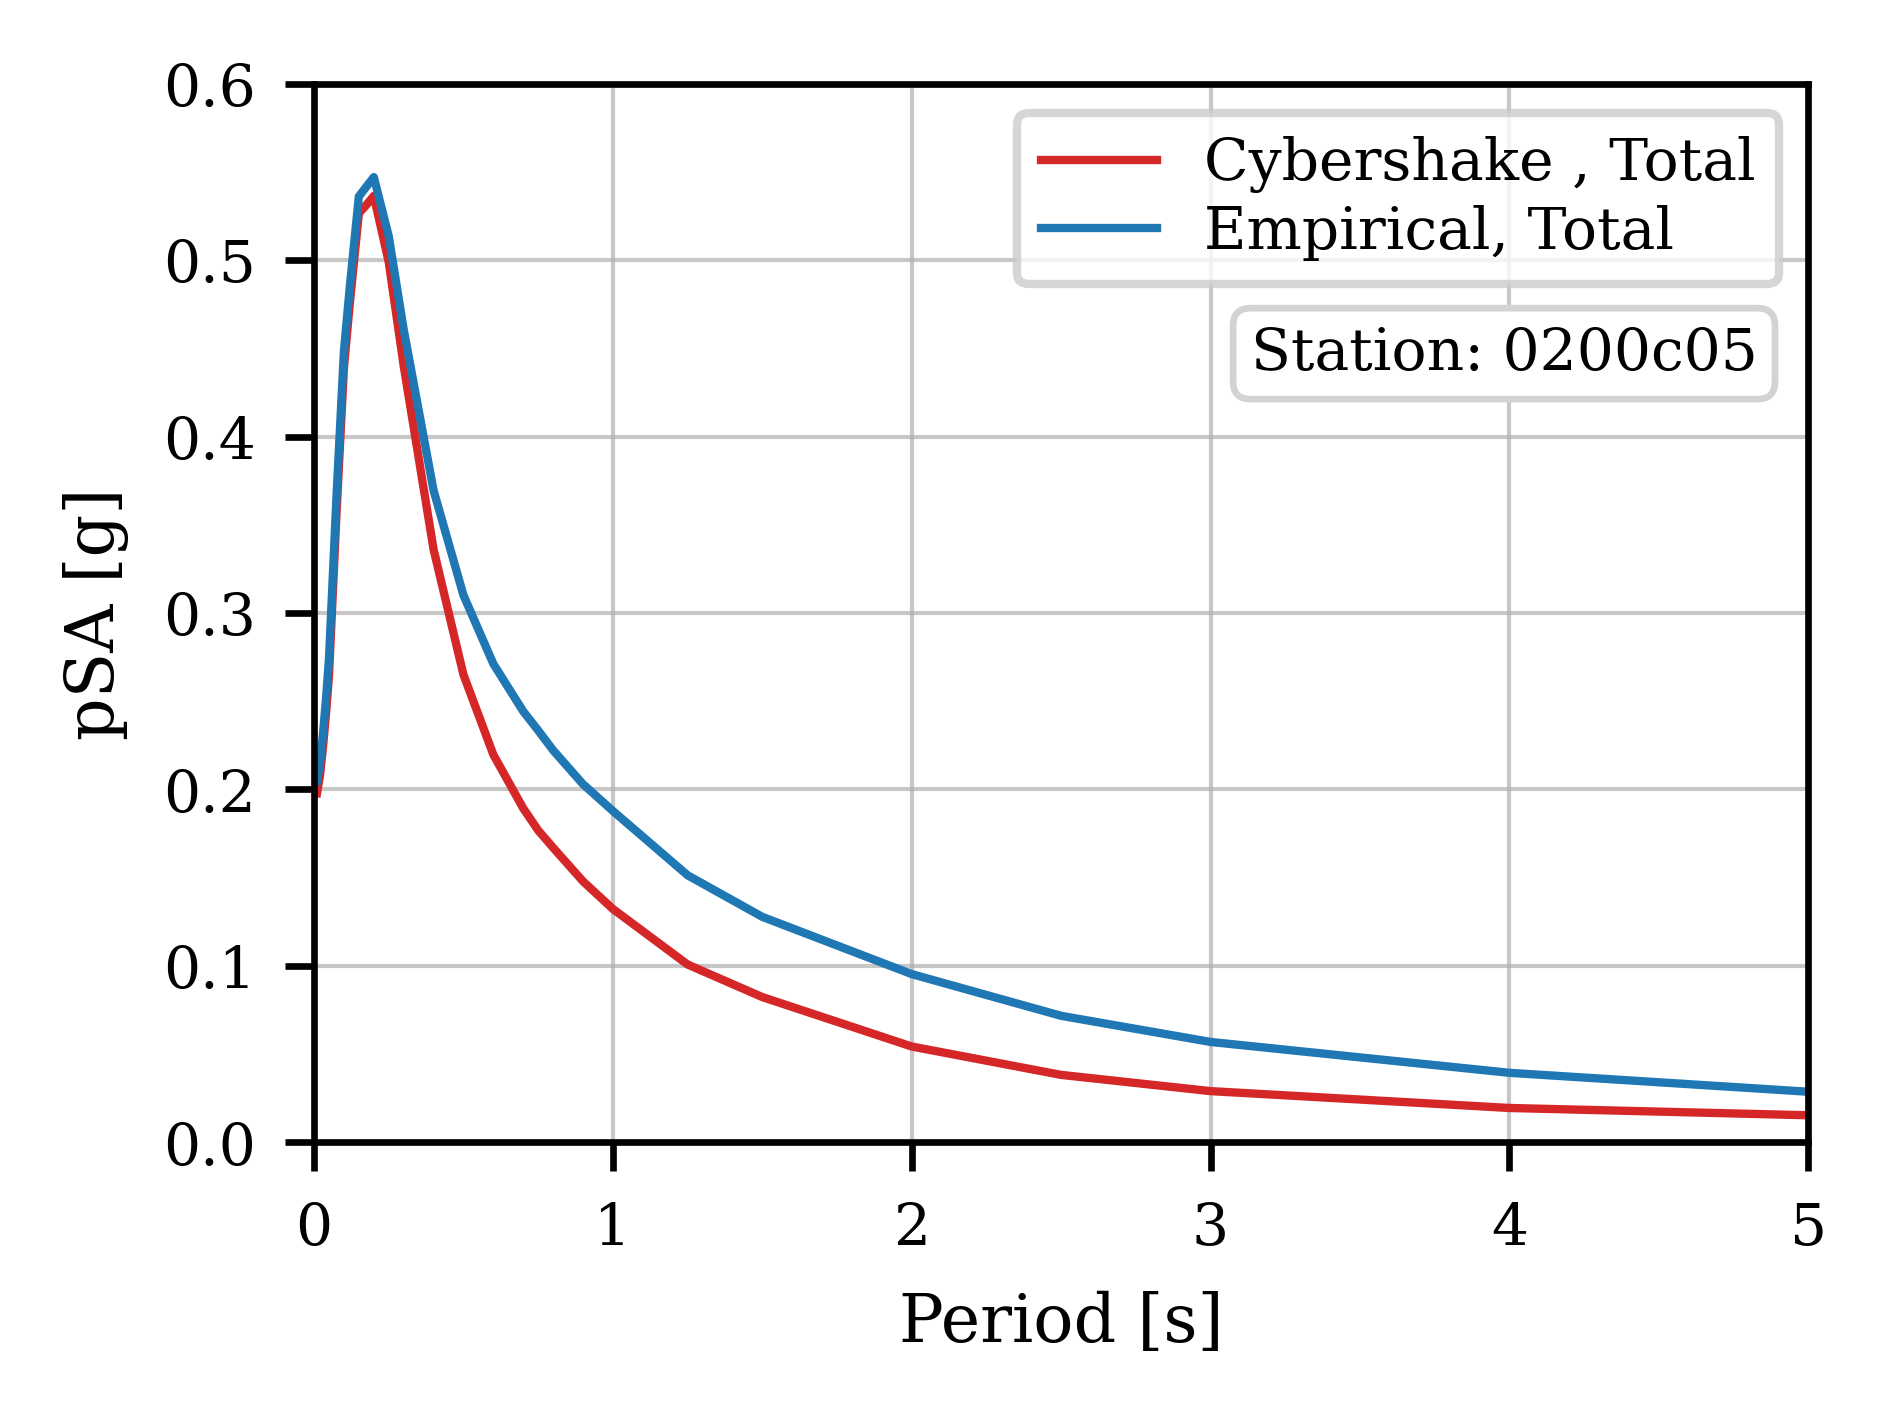 0.6
0.5
0.4
0.3
0.2
0.1
0.0
pSA [g]
Cybershake , Total
Empirical, Total
Station: 0200c05
0 1 2 3 4 5
Period [s]